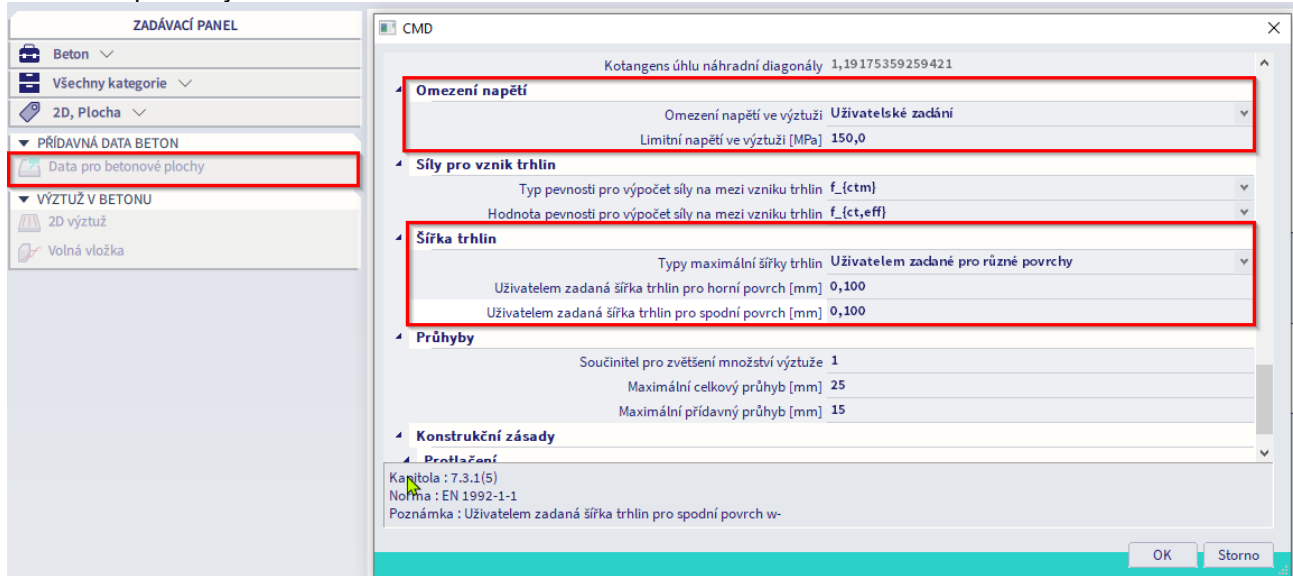 ZADÁVACÍ PANEL
Beton
Všechny kategorie
2D, Plocha
PŘÍDAVNÁ DATA BETON
Data pro betonové plochy
VÝZTUŽ V BETONU
2D výztuž
Volná vložka
CMD
Kotangens úhlu náhradní diagonály 1,19175359259421
Omezení napětí
Omezení napětí ve výztuži Uživatelské zadání
Limitní napětí ve výztuži [MPa] 150,0
Síly pro vznik trhlin
Typ pevnosti pro výpočet síly na mezi vzniku trhlin f_{ctm}
Hodnota pevnosti pro výpočet síly na mezi vzniku trhlin f_{ct,eff}
Šířka trhlin
Typy maximální šířky trhlin Uživatelem zadané pro různé povrchy
Uživatelem zadaná šířka trhlin pro horní povrch [mm] 0,100
Uživatelem zadaná šířka trhlin pro spodní povrch [mm] 0,100
Průhyby
Součinitel pro zvětšení množství výztuže 1
Maximální celkový průhyb [mm] 25
Maximální přídavný průhyb [mm] 15
Konstrukční zásady
Protlačení
Kapitola : 7.3.1(5)
Norma : EN 1992-1-1
Poznámka : Uživatelem zadaná šířka trhlin pro spodní povrch w-
OK Storno